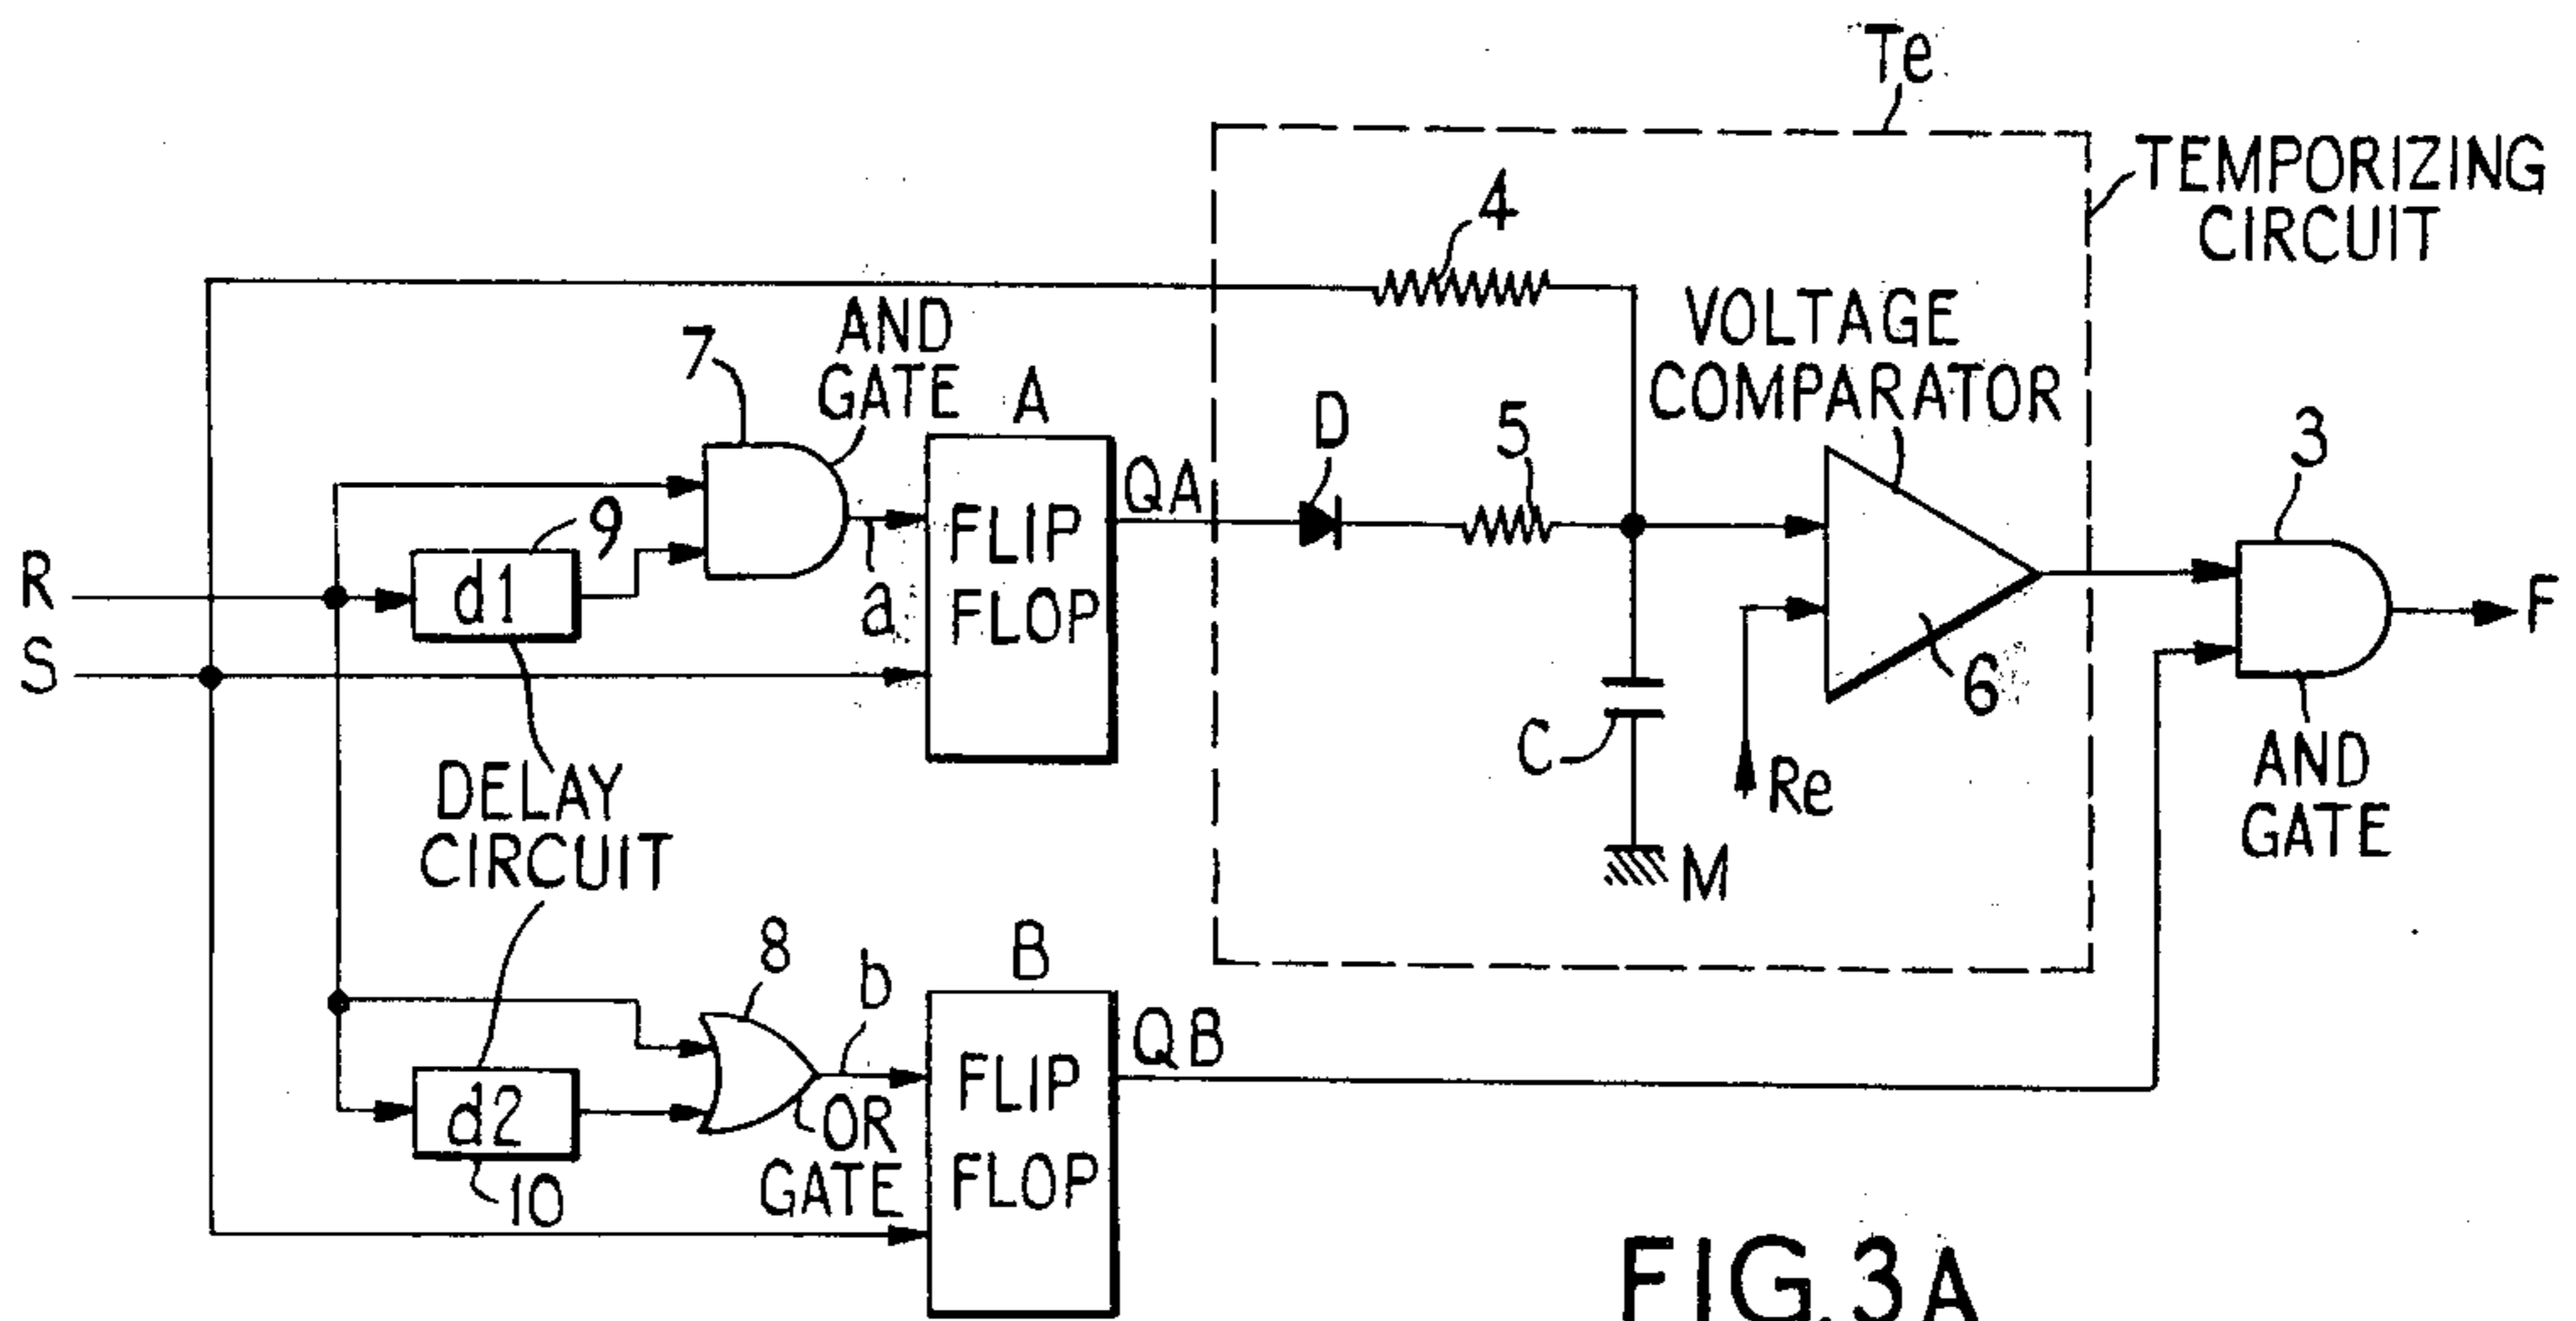 Te
TEMPORIZING
CIRCUIT
4
VOLTAGE
COMPARATOR
7
AND
GATE
A
D
5
3
QA
9
FLIP
FLOP
R
d1
a
F
S
6
C
Re
AND
GATE
DELAY
CIRCUIT
M
8
b
B
QB
d2
FLIP
FLOP
OR
GATE
10
FIG.3A